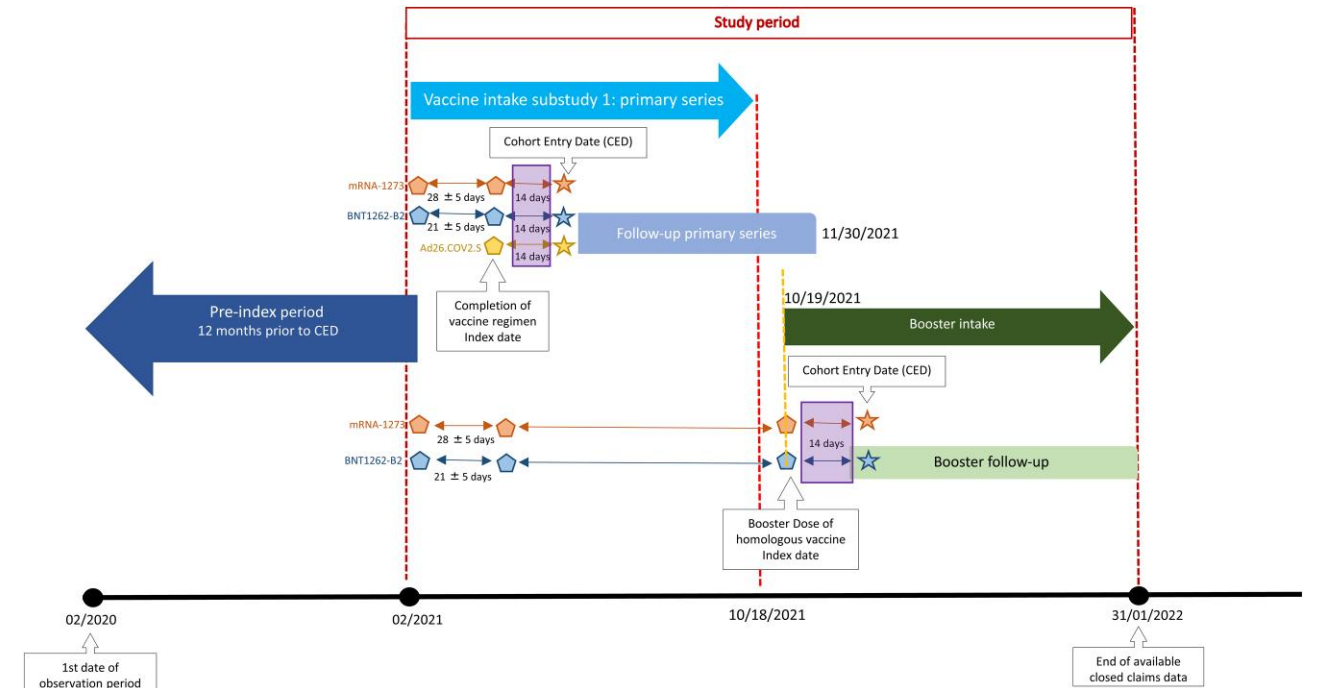 Study period
Vaccine intake substudy 1: primary series
Cohort Entry Date (CED)
mRNA-1273
28 ± 5 days
14 days
BNT1262-B2
21 ± 5 days
14 days
Ad26.COV2.S
14 days
Follow-up primary series
11/30/2021
Completion of
vaccine regimen
Index date
Pre-index period
12 months prior to CED
10/19/2021
Booster intake
Cohort Entry Date (CED)
mRNA-1273
28 ± 5 days
14 days
BNT1262-B2
21 ± 5 days
Booster follow-up
Booster Dose of
homologous vaccine
Index date
02/2020
02/2021
10/18/2021
31/01/2022
1st date of
observation period
End of available
closed claims data